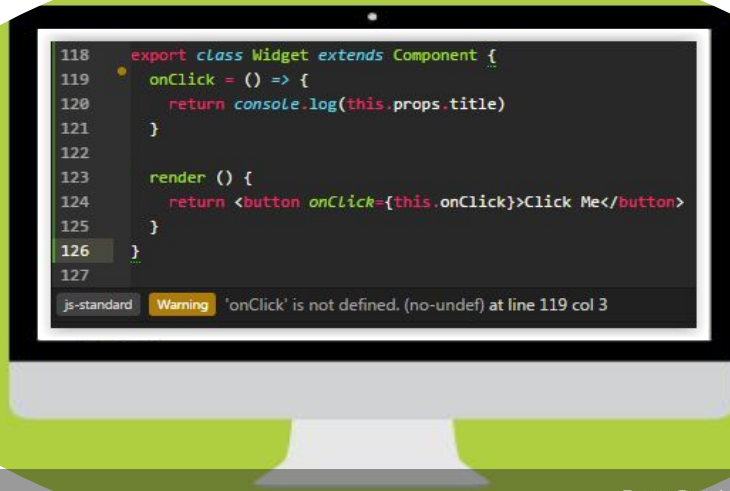 118 export class Widget extends Component {
119 onClick = () => {
120 return console.log(this.props.title)
121 }
122
123 render () {
124 return <button onClick={this.onClick}>Click Me</button>
125 }
126 }
127
js-standard Warning 'onClick' is not defined. (no-undef) at line 119 col 3